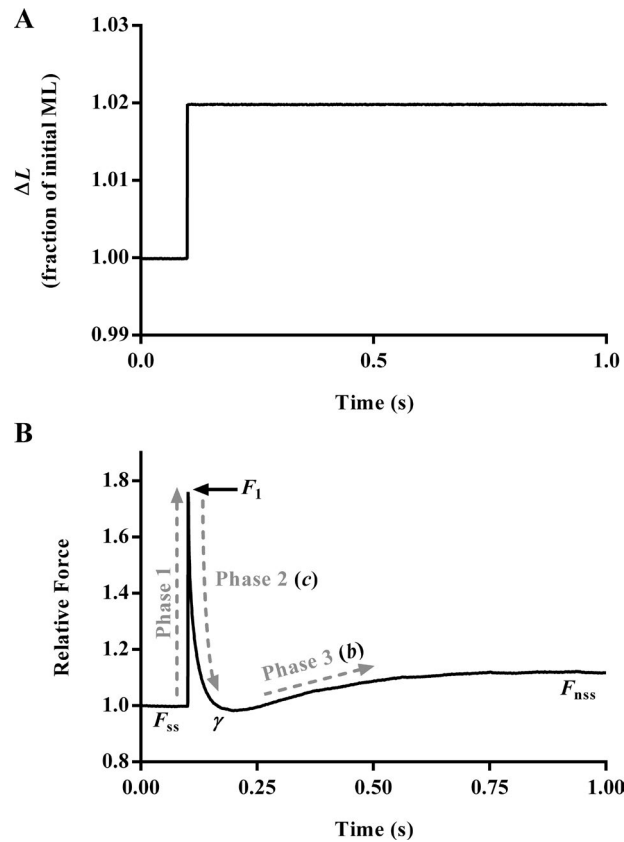 A
1.03
1.02
1.01
1.00
0.99
ΔL
(fraction of initial ML)
0.0
0.5
1.0
Time (s)
B
1.8
1.6
1.4
1.2
1.0
0.8
Relative Force
F1
Phase 1
Phase 2 (c)
Phase 3 (b)
Fss
γ
Fnss
0.00
0.25
0.50
0.75
1.00
Time (s)